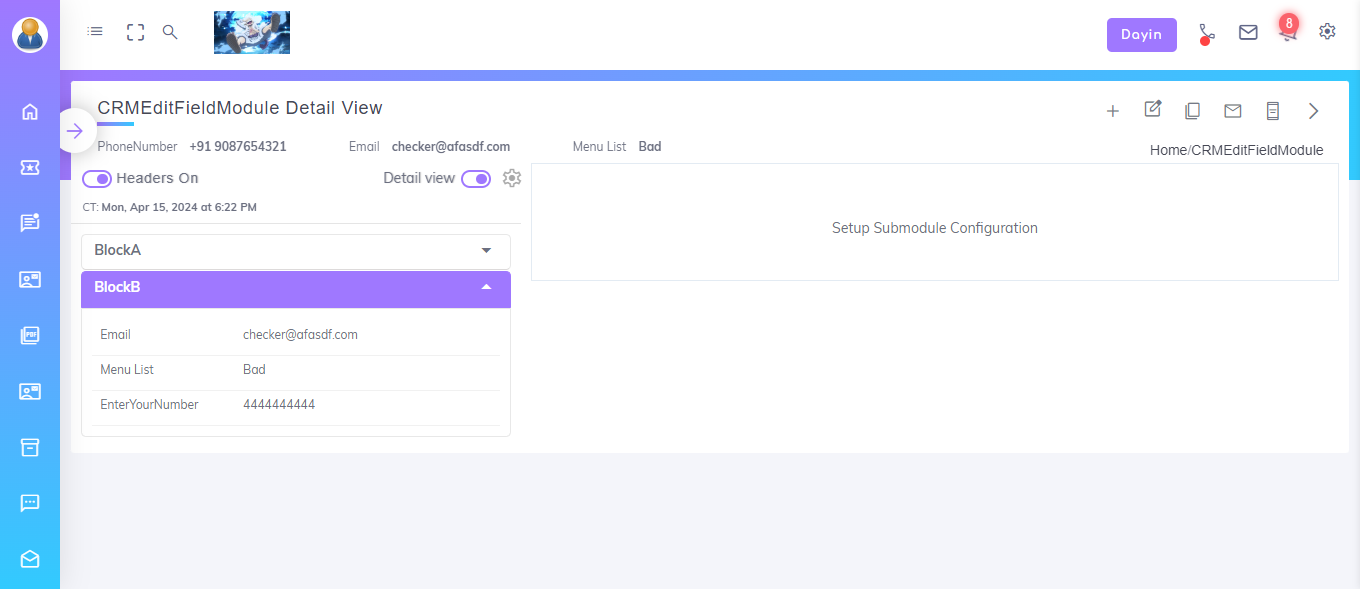 Dayin
8
CRMEditFieldModule Detail View
PhoneNumber +91 9087654321 Email checker@afasdf.com Menu List Bad
Home/CRMEditFieldModule
Headers On Detail view
CT: Mon, Apr 15, 2024 at 6:22 PM
Setup Submodule Configuration
BlockA
BlockB
Email checker@afasdf.com
Menu List Bad
EnterYourNumber 4444444444
PDF